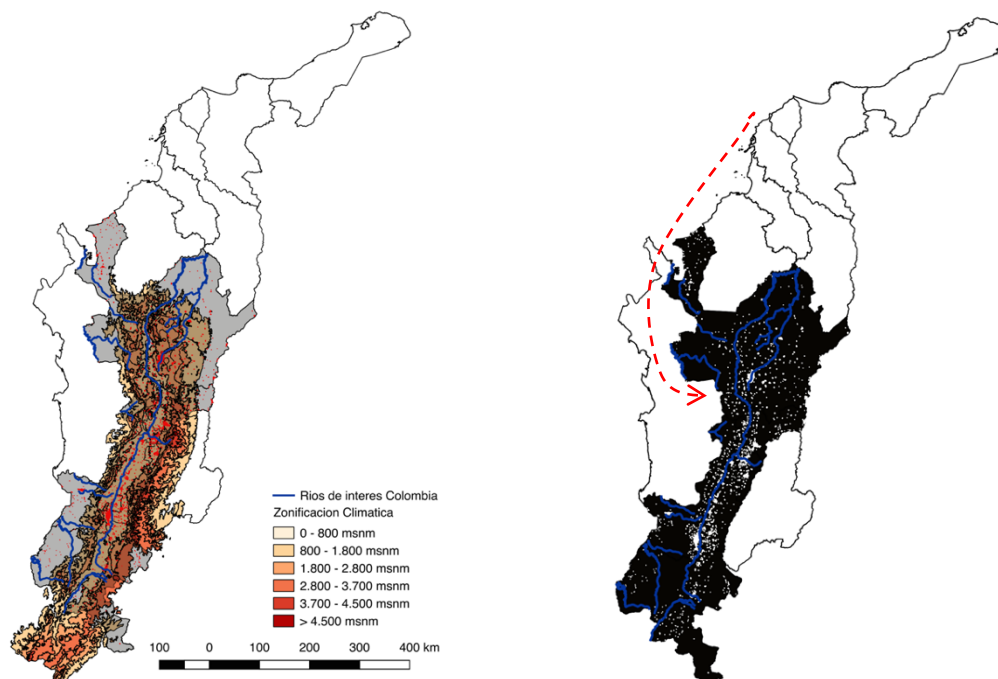 Rios de interes Colombia
Zonificacion Climatica
0 - 800 msnm
800 - 1.800 msnm
1.800 - 2.800 msnm
2.800 - 3.700 msnm
3.700 - 4.500 msnm
> 4.500 msnm
100 0 100 200 300 400 km